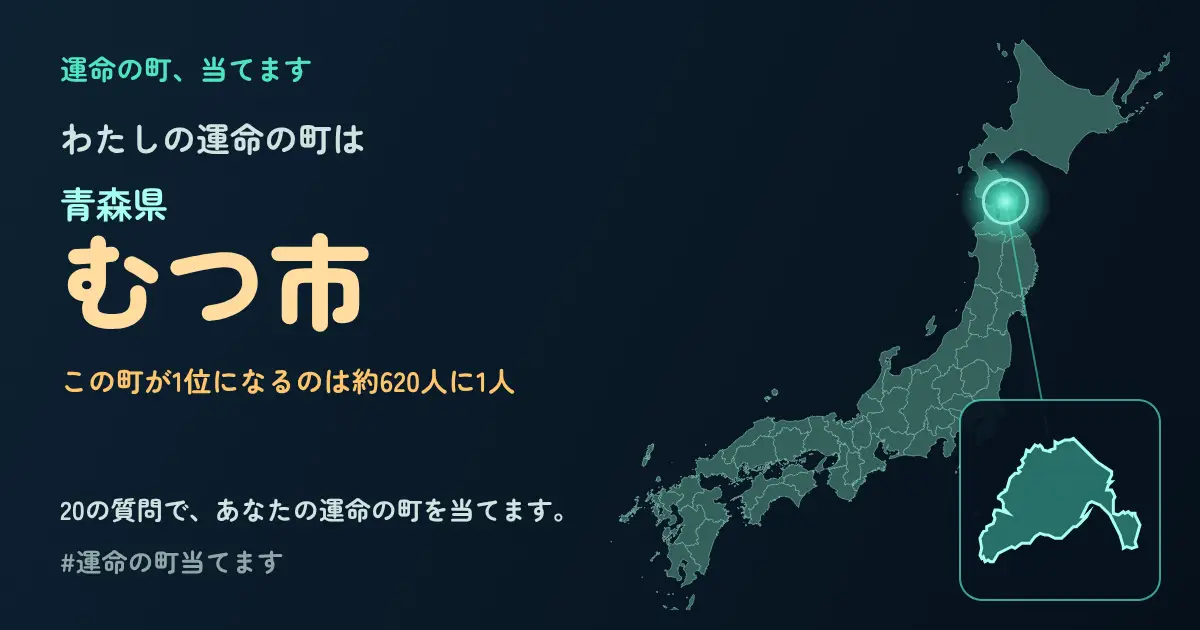 運命の町、当てます
わたしの運命の町は
青森県
むつ市
この町が1位になるのは約620人に1人
20の質問で、あなたの運命の町を当てます。
#運命の町当てます